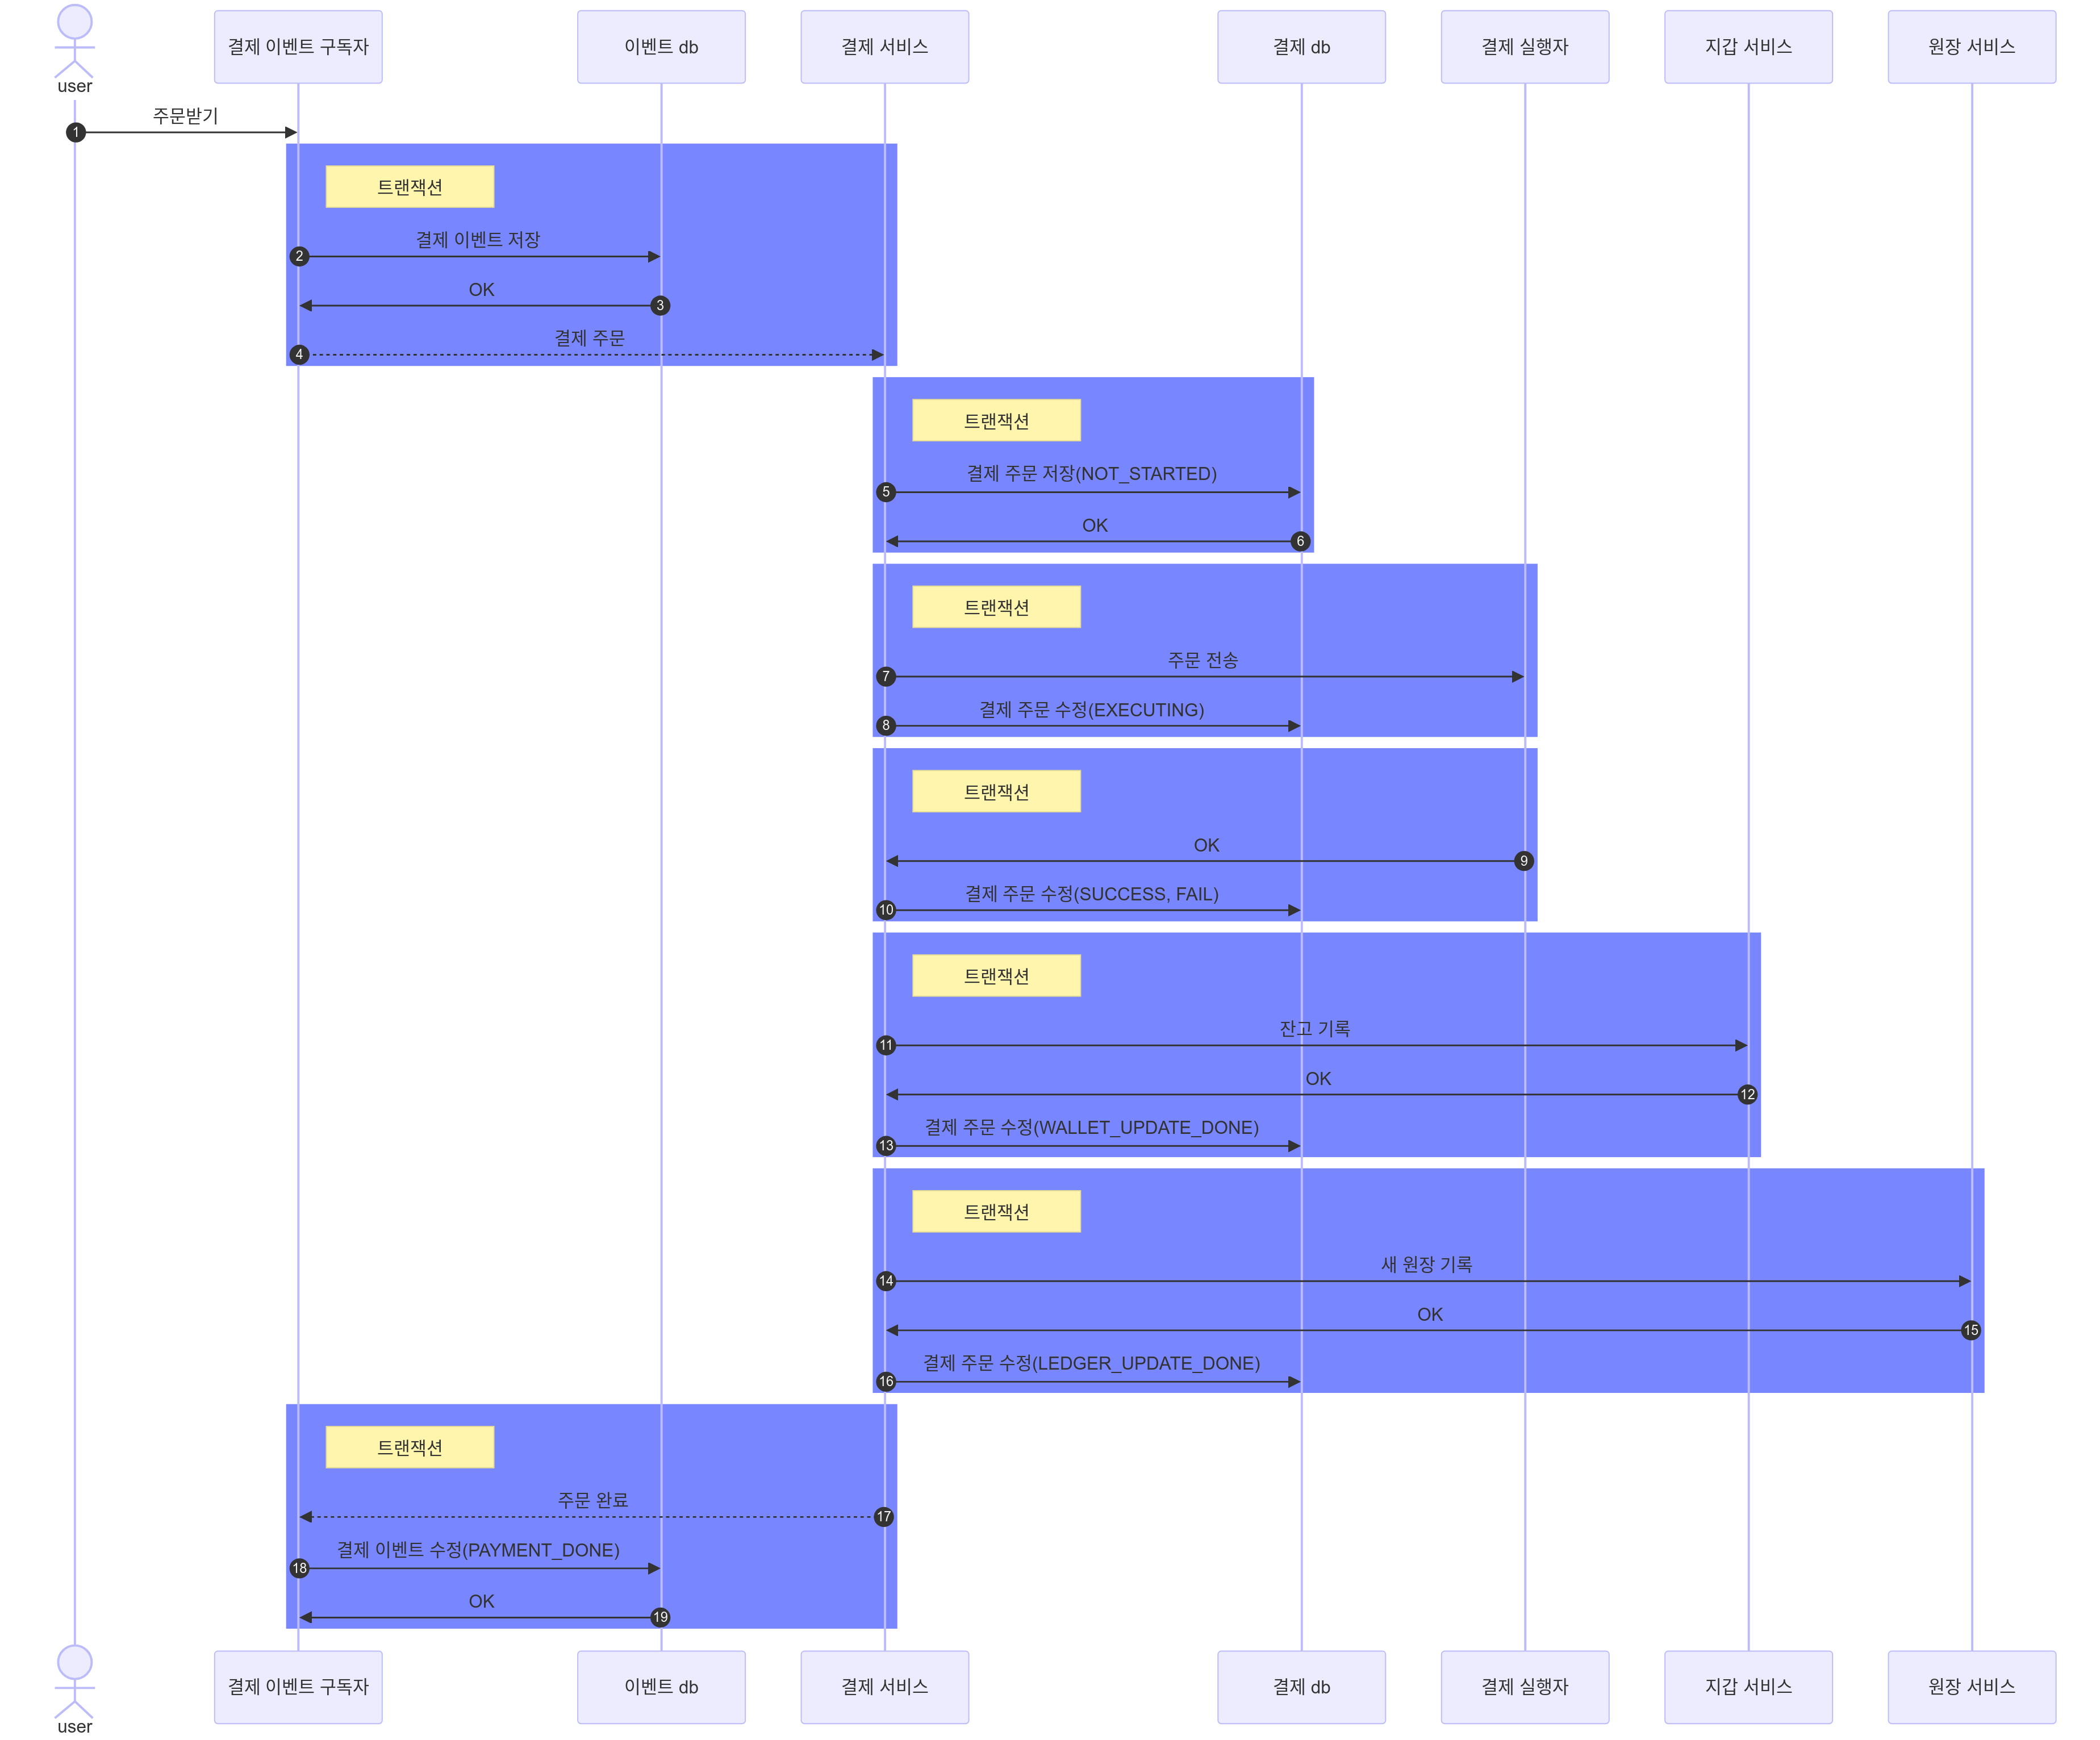 user
결제 이벤트 구독자
이벤트 db
결제 서비스
결제 db
결제 실행자
지갑 서비스
원장 서비스
주문받기
1
트랜잭션
결제 이벤트 저장
2
OK
3
결제 주문
4
트랜잭션
결제 주문 저장(NOT_STARTED)
5
OK
6
트랜잭션
주문 전송
7
결제 주문 수정(EXECUTING)
8
트랜잭션
OK
9
결제 주문 수정(SUCCESS, FAIL)
10
트랜잭션
잔고 기록
11
OK
12
결제 주문 수정(WALLET_UPDATE_DONE)
13
트랜잭션
새 원장 기록
14
OK
15
결제 주문 수정(LEDGER_UPDATE_DONE)
16
트랜잭션
주문 완료
17
결제 이벤트 수정(PAYMENT_DONE)
18
OK
19
user
결제 이벤트 구독자
이벤트 db
결제 서비스
결제 db
결제 실행자
지갑 서비스
원장 서비스